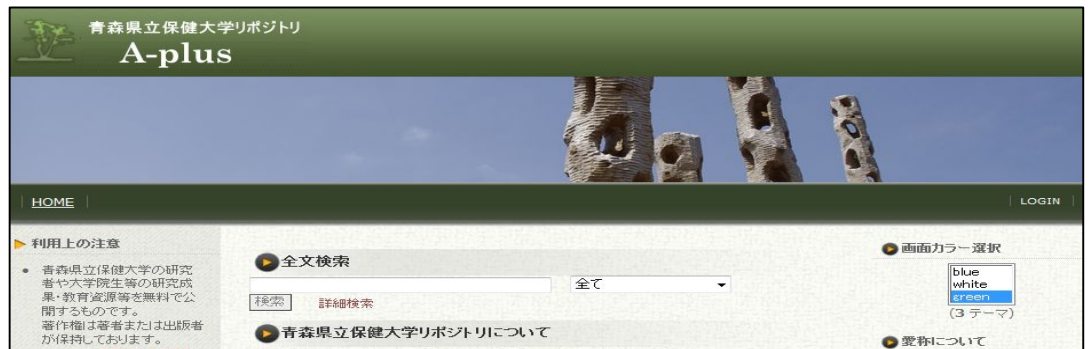 青森県立保健大学リポジトリ
A-plus
HOME
LOGIN
利用上の注意
青森県立保健大学の研究
者や大学院生等の研究成
果・教育資源等を無料で公
開するものです。
著作権は著者または出版者
が保持しております。
全文検索
全て
検索 詳細検索
青森県立保健大学リポジトリについて
画面カラー選択
blue
white
green
(3 テーマ)
愛称について